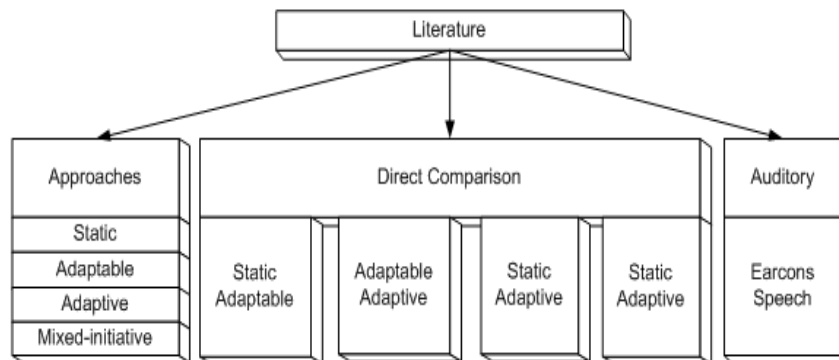 Literature
Approaches
Static
Adaptable
Adaptive
Mixed-initiative
Direct Comparison
Static
Adaptable
Adaptable
Adaptive
Static
Adaptive
Static
Adaptive
Auditory
Earcons
Speech